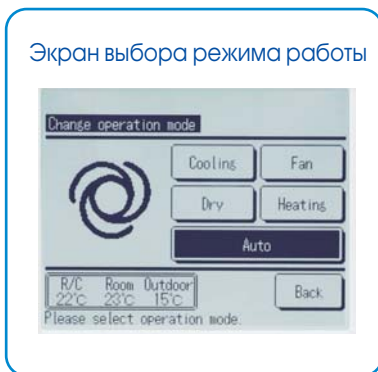 Экран выбора режима работы
Change operation mode
Cooling Fan
Dry Heating
Auto
R/C Room Outdoor
22°C 23°C 15°C
Back
Please select operation mode.